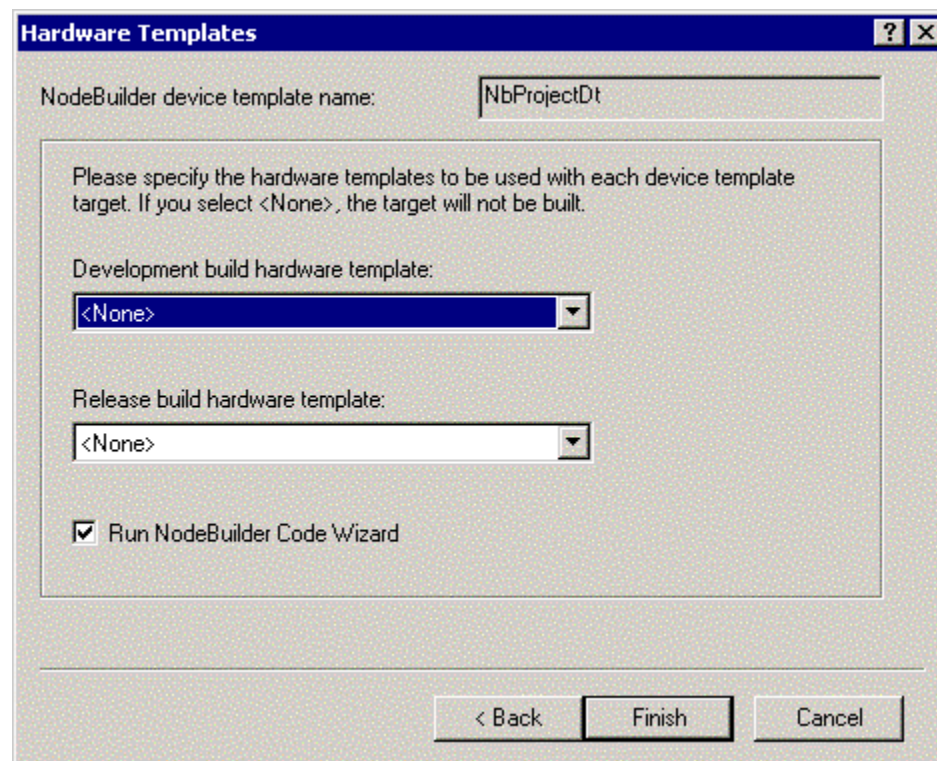 Hardware Templates
NodeBuilder device template name:
NbProjectDt
Please specify the hardware templates to be used with each device template
target. If you select <None>, the target will not be built.
Development build hardware template:
<None>
Release build hardware template:
<None>
Run NodeBuilder Code Wizard
< Back
Finish
Cancel